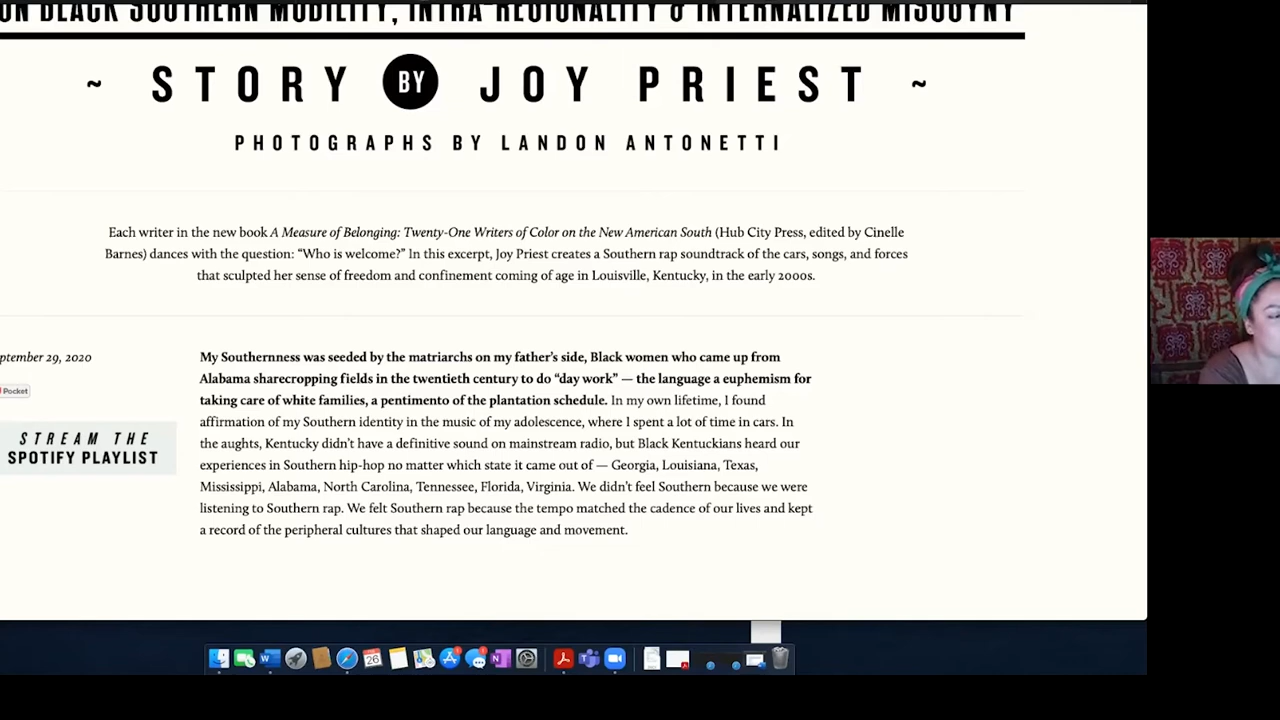 ON BLACK SOUTHERN MOBILITY, INTRA-REGIONALITY & INTERNALIZED MISOGYNY
~ STORY BY JOY PRIEST ~
PHOTOGRAPHS BY LANDON ANTONETTI
Each writer in the new book A Measure of Belonging: Twenty-One Writers of Color on the New American South (Hub City Press, edited by Cinelle
Barnes) dances with the question: “Who is welcome?” In this excerpt, Joy Priest creates a Southern rap soundtrack of the cars, songs, and forces
that sculpted her sense of freedom and confinement coming of age in Louisville, Kentucky, in the early 2000s.
ptember 29, 2020
Pocket
STREAM THE
SPOTIFY PLAYLIST
My Southernness was seeded by the matriarchs on my father’s side, Black women who came up from
Alabama sharecropping fields in the twentieth century to do “day work” — the language a euphemism for
taking care of white families, a pentimento of the plantation schedule. In my own lifetime, I found
affirmation of my Southern identity in the music of my adolescence, where I spent a lot of time in cars. In
the aughts, Kentucky didn’t have a definitive sound on mainstream radio, but Black Kentuckians heard our
experiences in Southern hip-hop no matter which state it came out of — Georgia, Louisiana, Texas,
Mississippi, Alabama, North Carolina, Tennessee, Florida, Virginia. We didn’t feel Southern because we were
listening to Southern rap. We felt Southern rap because the tempo matched the cadence of our lives and kept
a record of the peripheral cultures that shaped our language and movement.
26